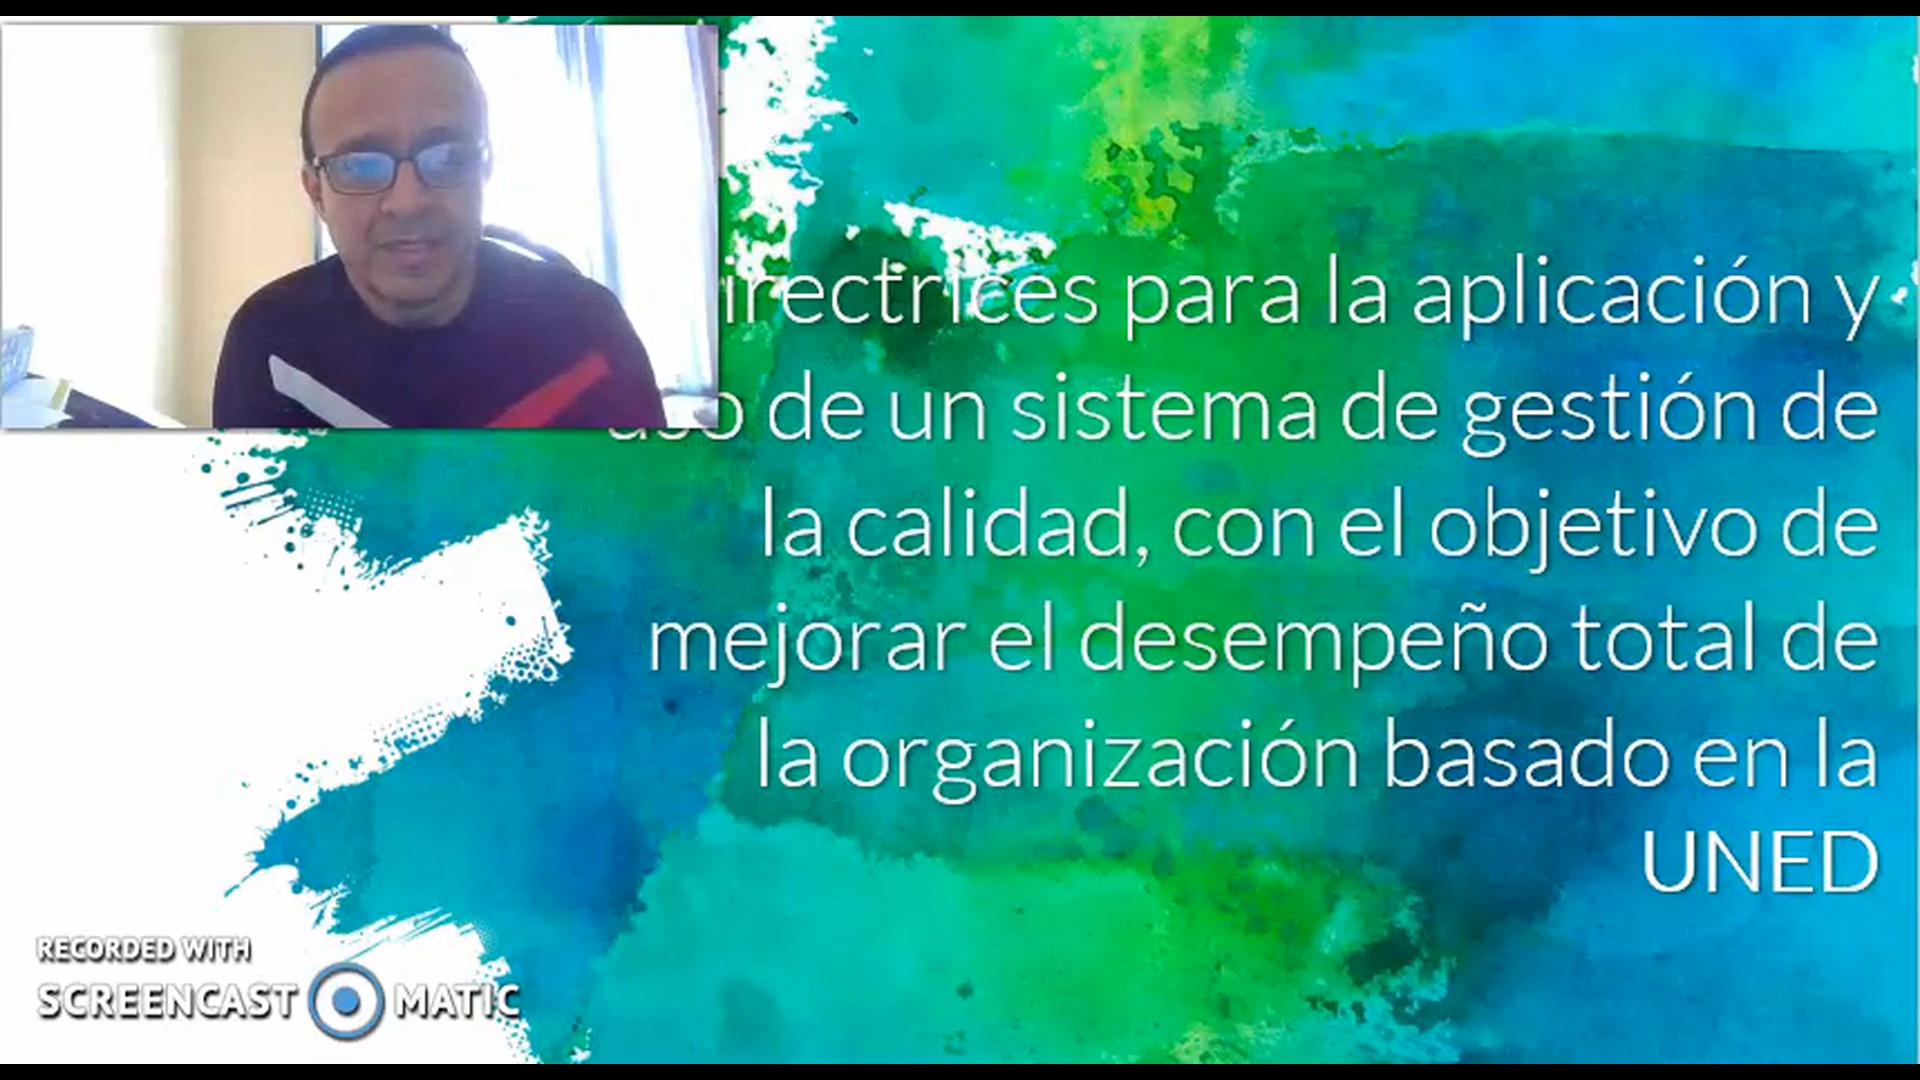 irectrices para la aplicación y
de un sistema de gestión de
la calidad, con el objetivo de
mejorar el desempeño total de
la organización basado en la
UNED
RECORDED WITH
SCREENCAST MATIC